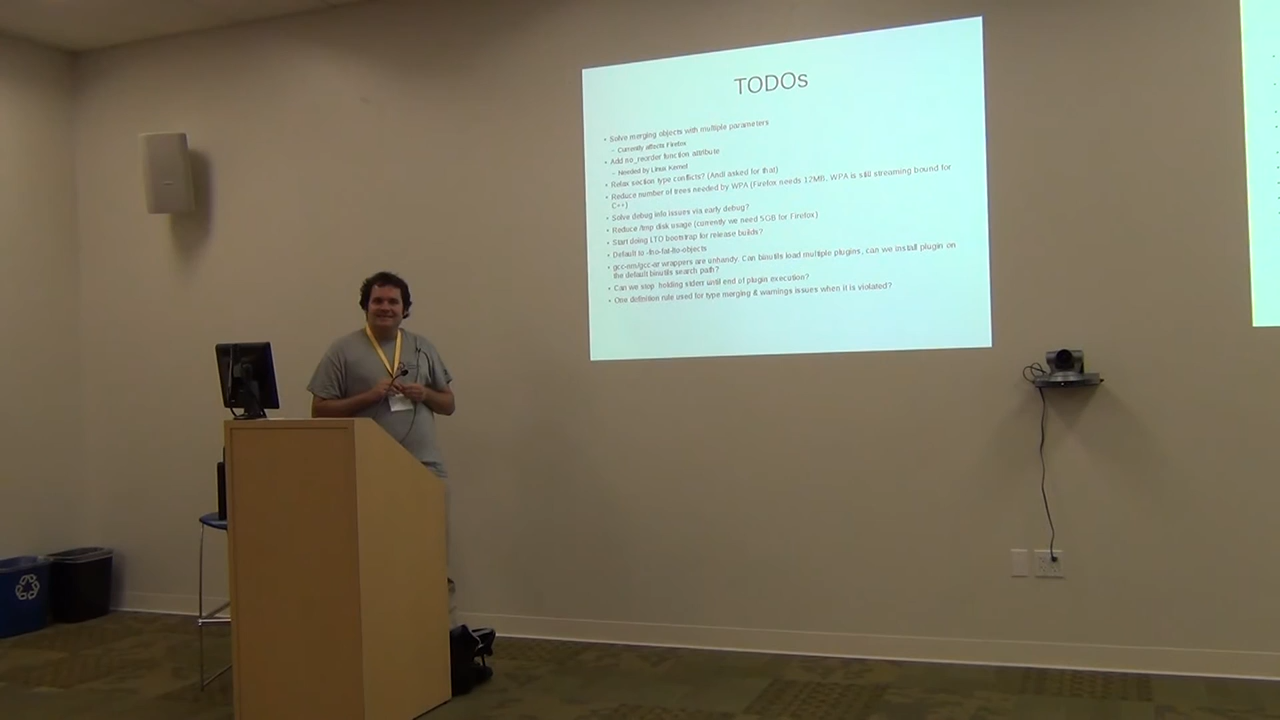 TODOs
• Solve merging objects with multiple parameters
– Currently affects Firefox
• Add no_reorder function attribute
– Needed by Linux Kernel
• Relax section type conflicts? (Andi asked for that)
• Reduce number of trees needed by WPA (Firefox needs 12MB, WPA is still streaming bound for
C++)
• Solve debug info issues via early debug?
• Reduce /tmp disk usage (currently we need 5GB for Firefox)
• Start doing LTO bootstrap for release builds?
• Default to -fno-fat-lto-objects
• gcc-nm/gcc-ar wrappers are unhandy. Can binutils load multiple plugins, can we install plugin on
the default binutils search path?
• Can we stop holding stderr until end of plugin execution?
• One definition rule used for type merging & warnings issues when it is violated?